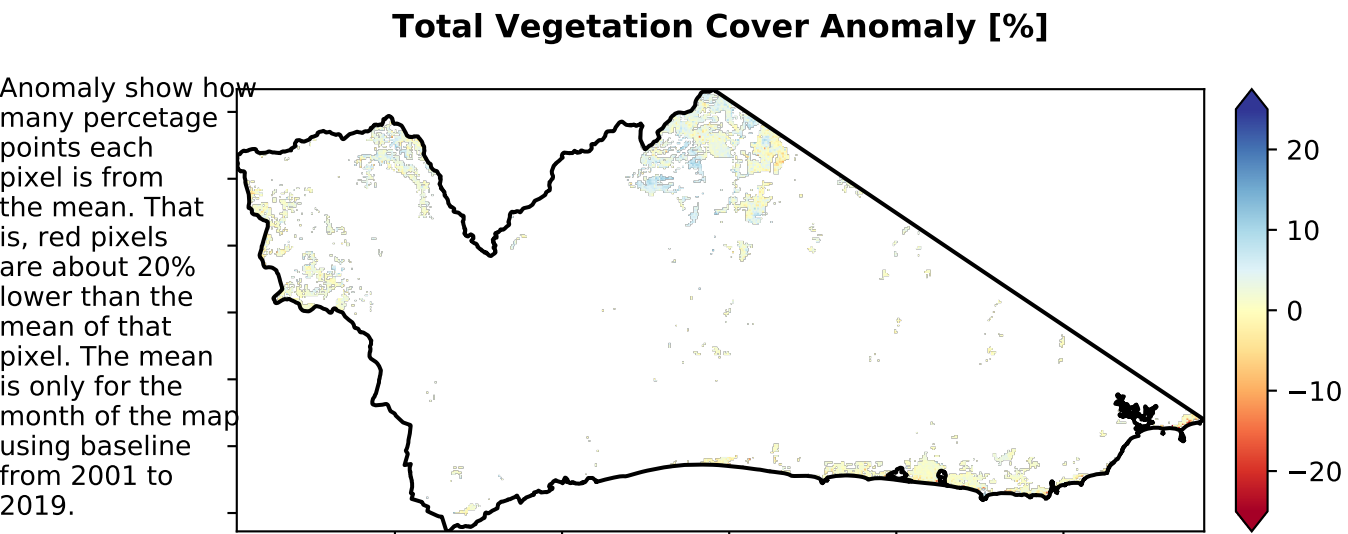 Total Vegetation Cover Anomaly [%]
Anomaly show how
many percetage
points each
pixel is from
the mean. That
is, red pixels
are about 20%
lower than the
mean of that
pixel. The mean
is only for the
month of the map
using baseline
from 2001 to
2019.
20
10
0
−10
−20